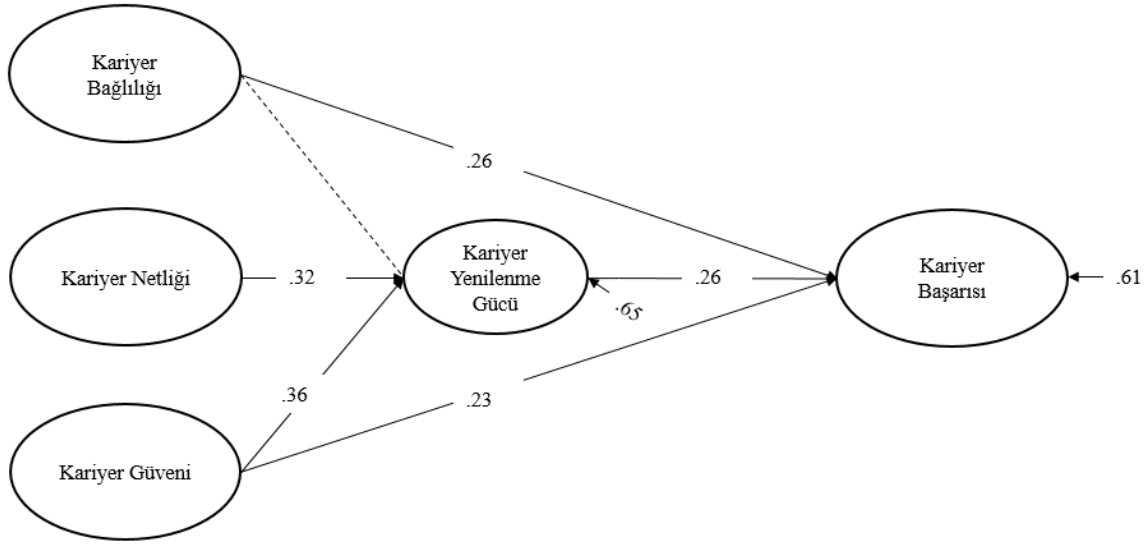 Kariyer
Bağlılığı
.26
Kariyer Netliği
.32
Kariyer
Yenilenme
Gücü
.26
.65
Kariyer
Başarısı
.61
.36
.23
Kariyer Güveni